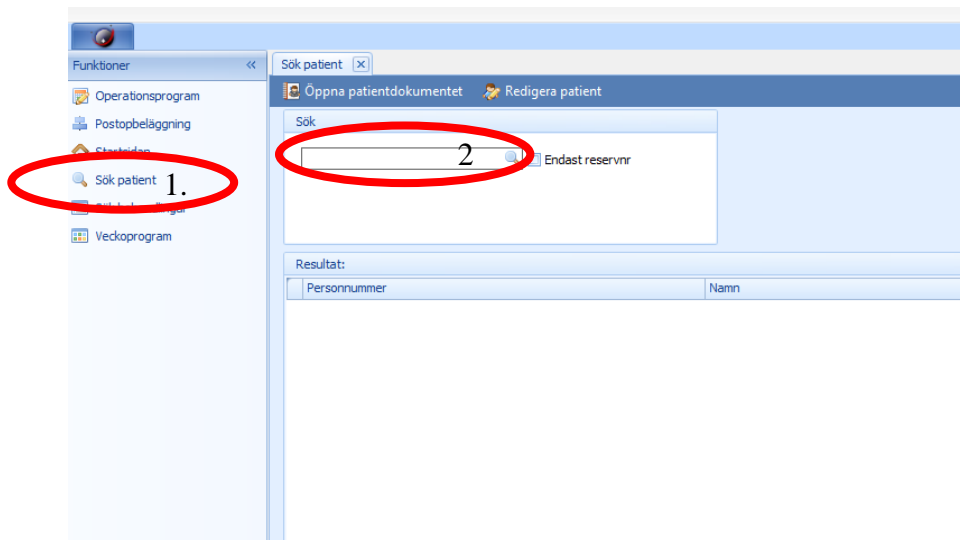 Funktioner
Operationsprogram
Postopbeläggning
Startsidan
Sök patient 1.
Veckoprogram
Sök patient
Öppna patientdokumentet Redigera patient
Sök
2 Endast reservnr
Resultat:
Personnummer Namn